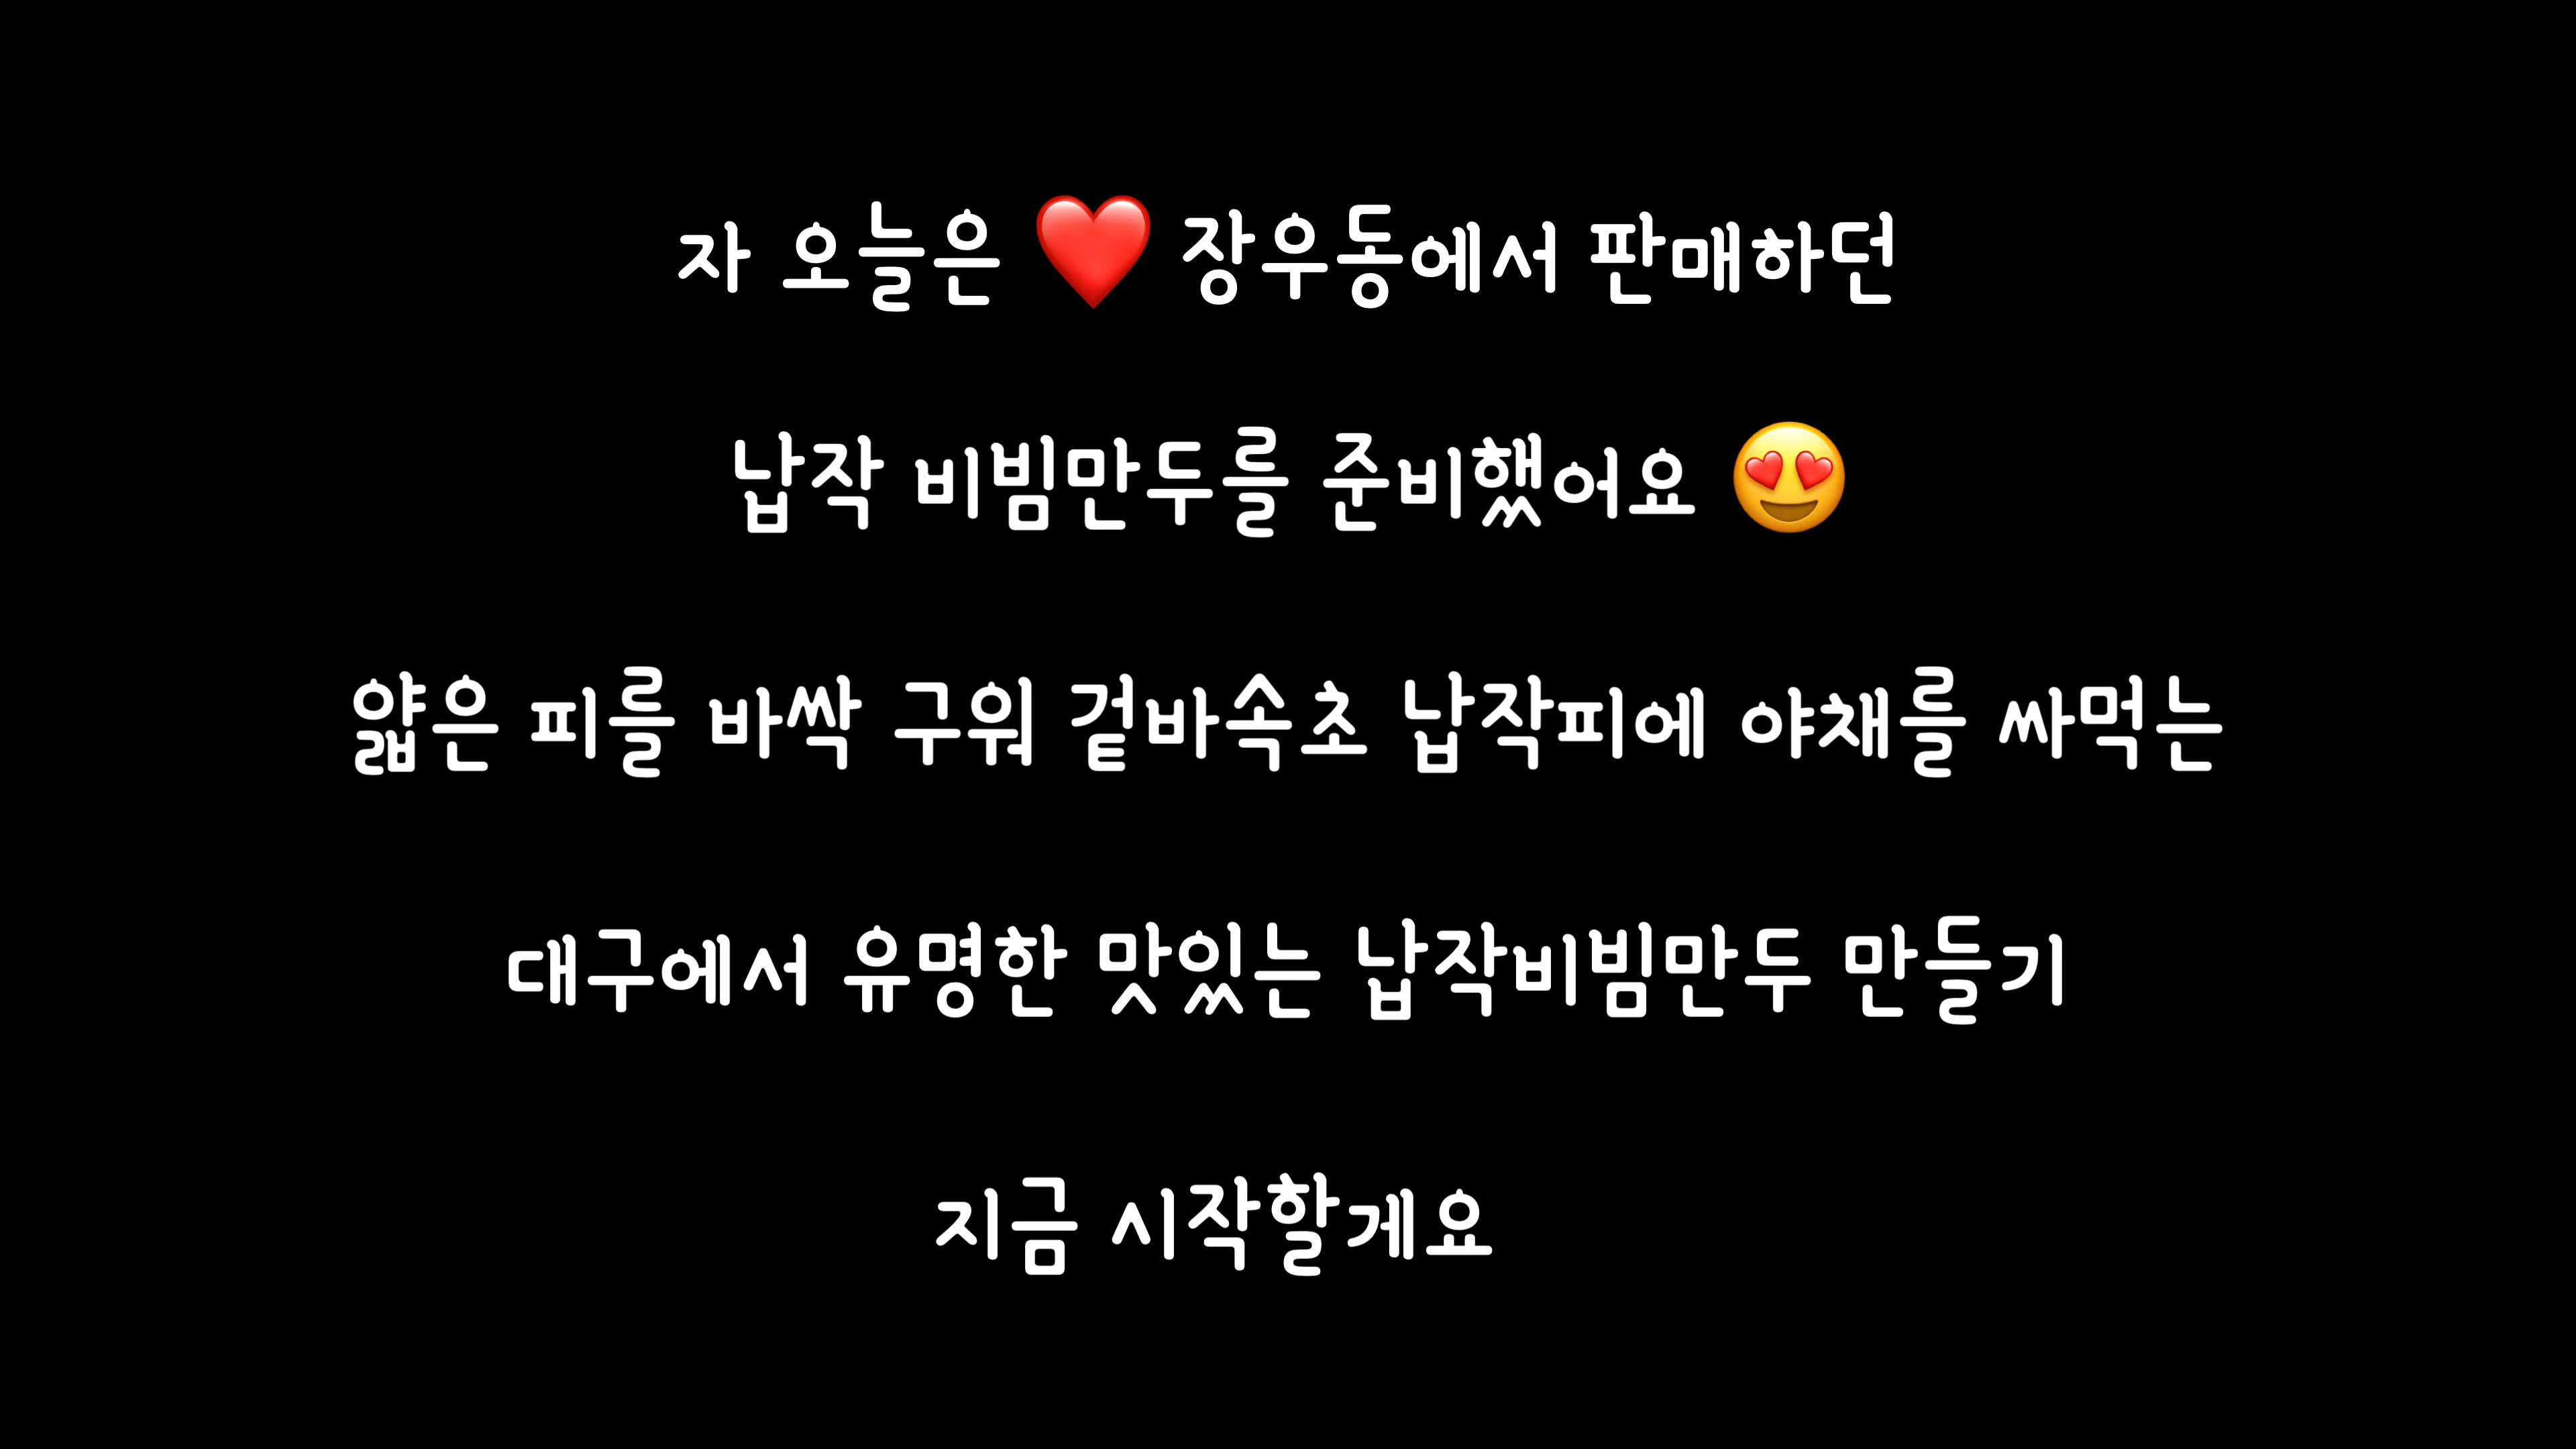 자 오늘은 ❤️ 장우동에서 판매하던
납작 비빔만두를 준비했어요 😍
얇은 피를 바싹 구워 겉바속초 납작피에 야채를 싸먹는
대구에서 유명한 맛있는 납작비빔만두 만들기
지금 시작할게요